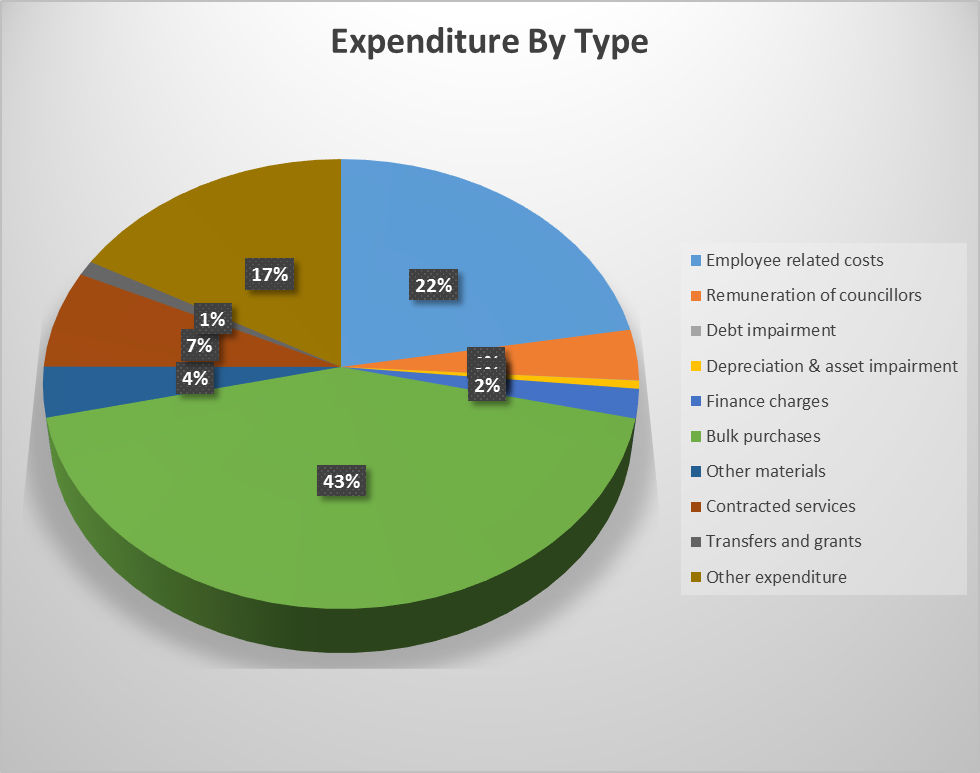 Expenditure By Type
17%
22%
1%
7%
4%
2%
43%
Employee related costs
Remuneration of councillors
Debt impairment
Depreciation & asset impairment
Finance charges
Bulk purchases
Other materials
Contracted services
Transfers and grants
Other expenditure